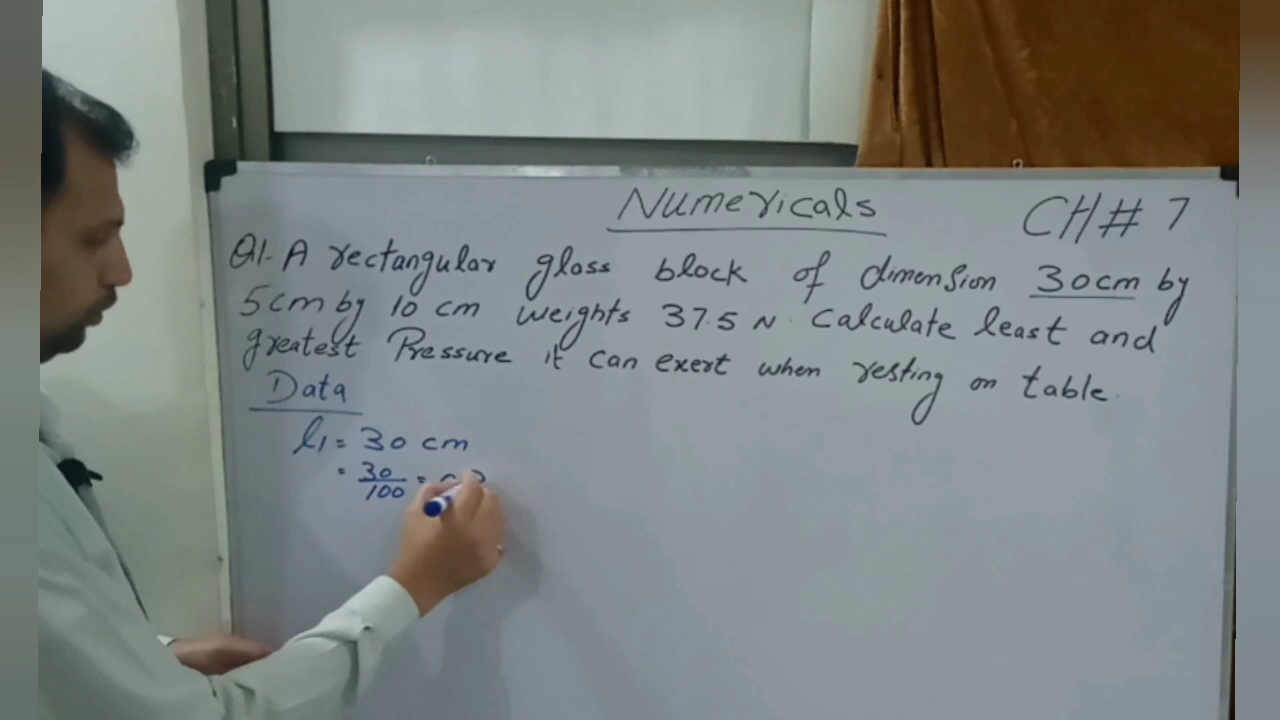 Numericals
CH# 7
Q1. A rectangular glass block of dimension 30cm by
5cm by 10 cm weights 37.5 N. Calculate least and
greatest Pressure it can exert when resting on table.
Data
l1 = 30 cm
= 30/100 =